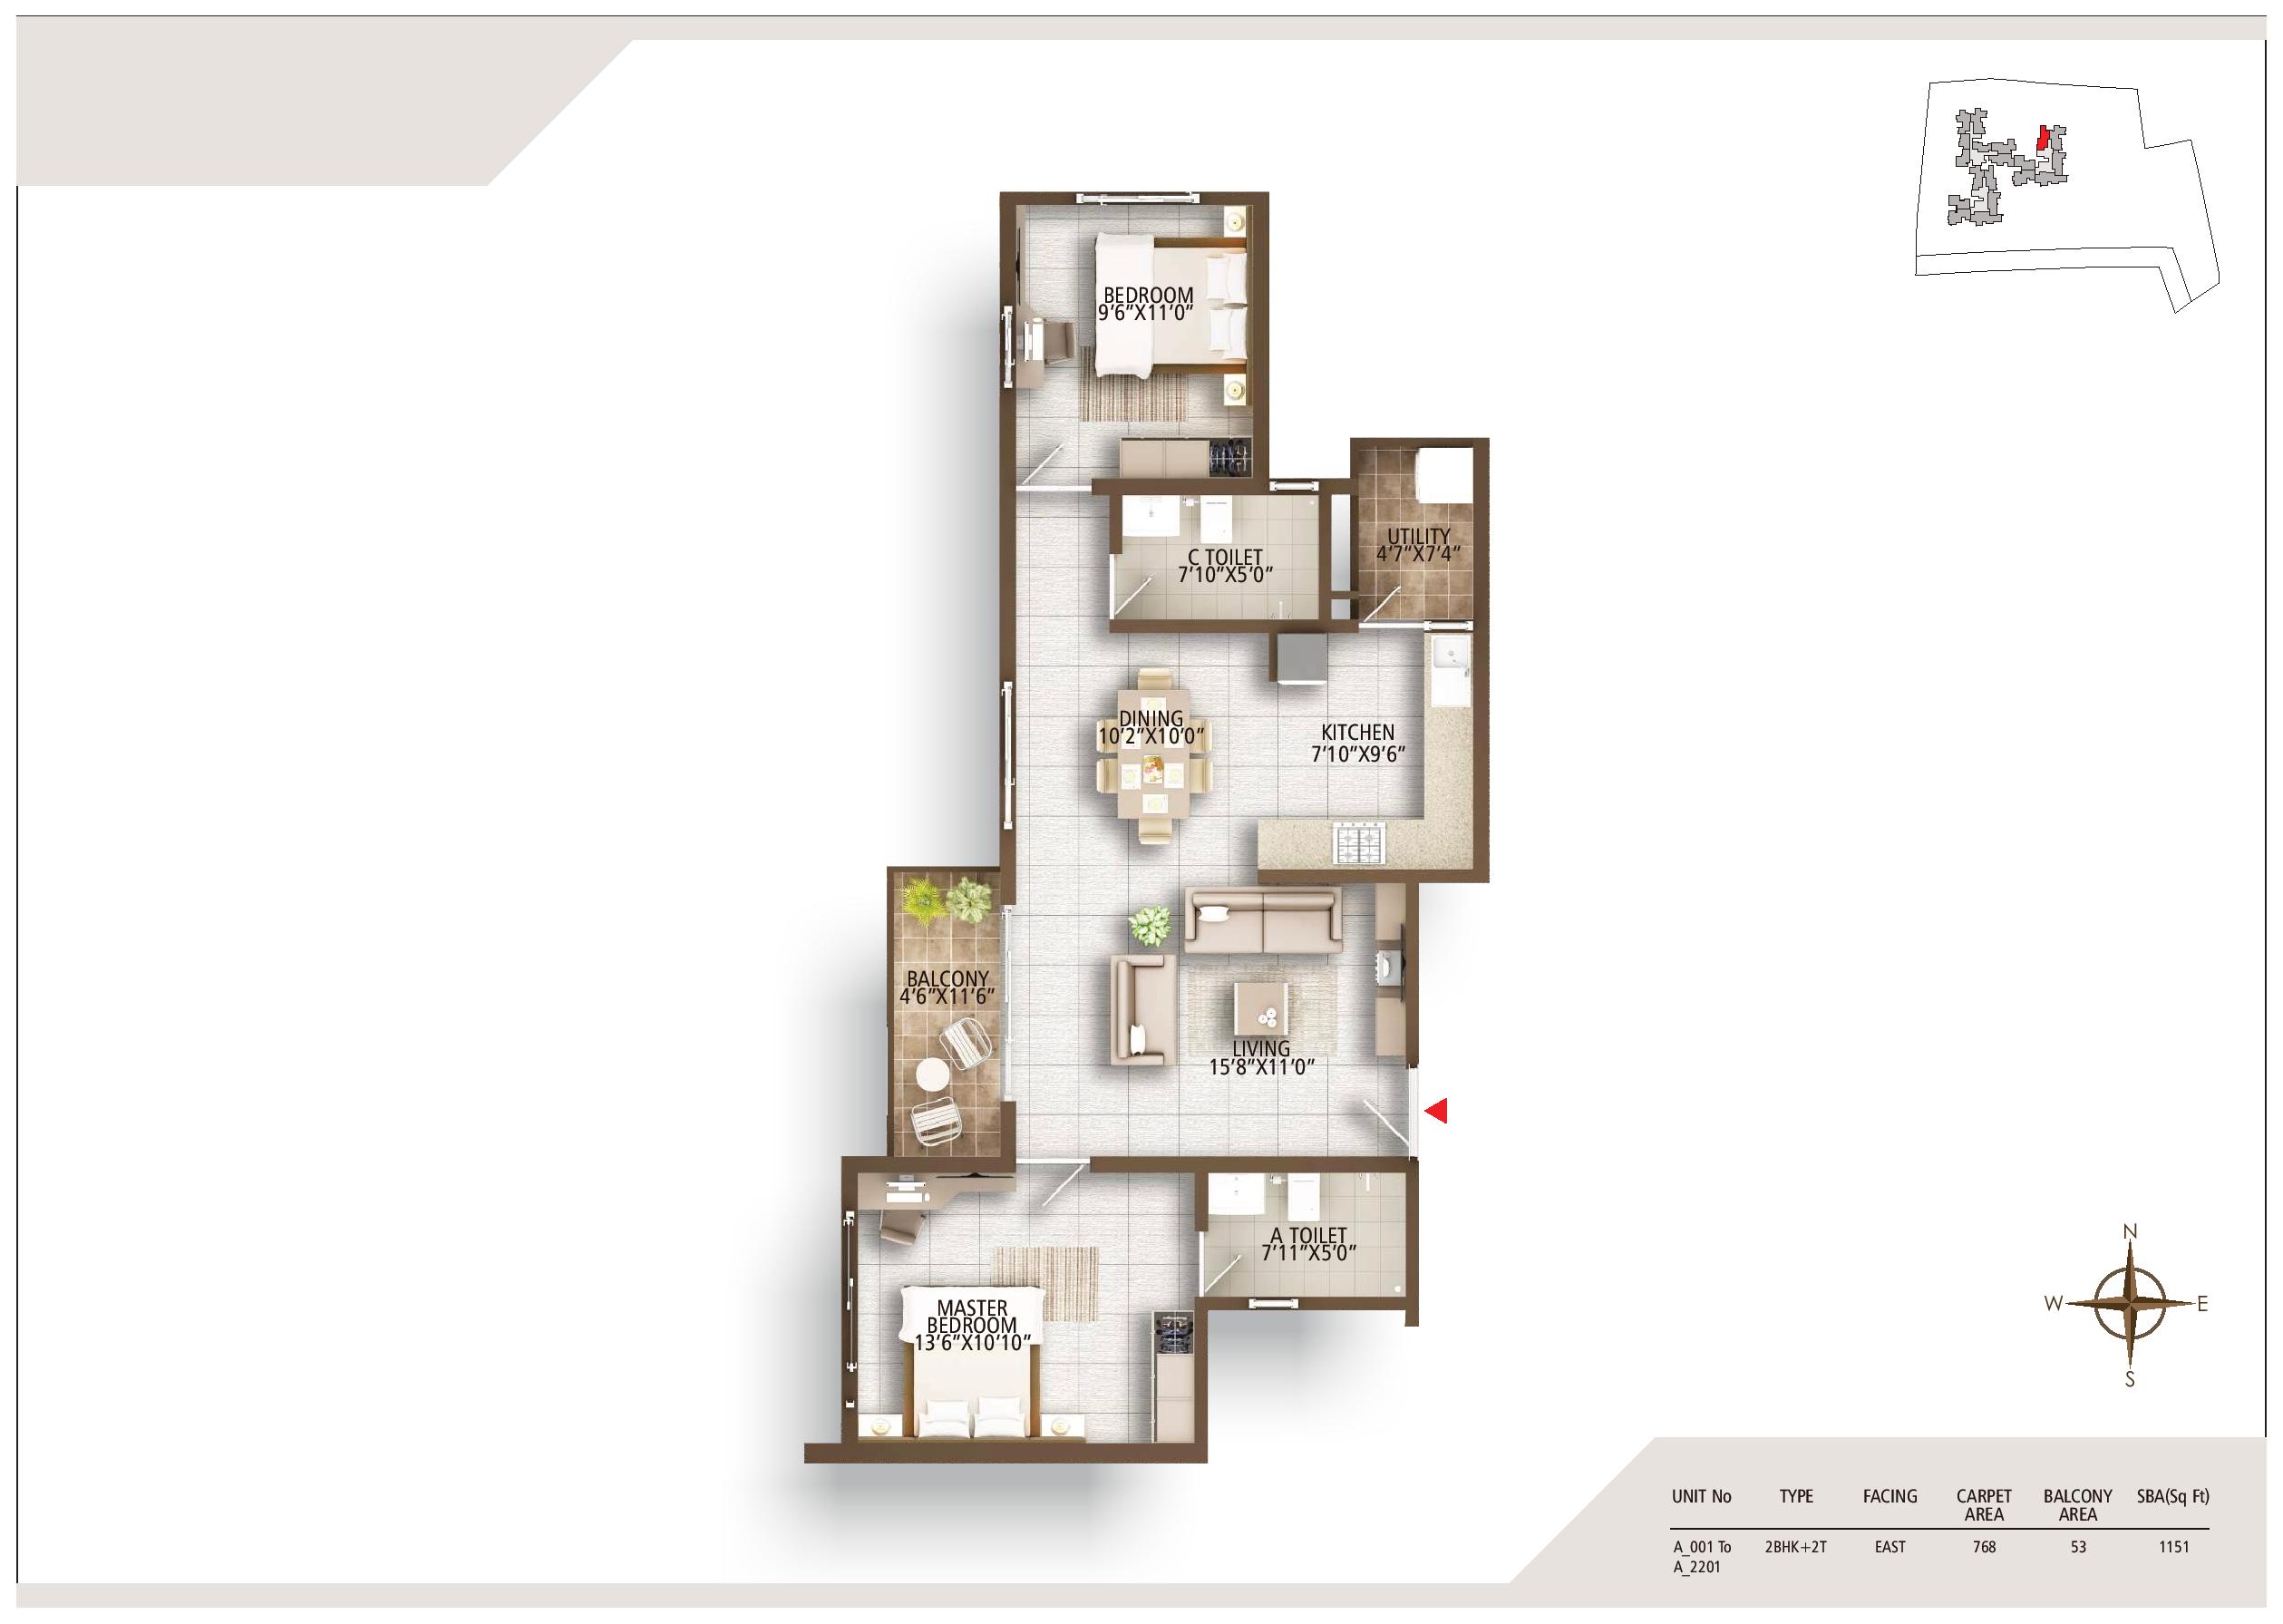 BEDROOM
9'6"X11'0"
UTILITY
4'7"X7'4"
C TOILET
7'10"X5'0"
DINING
10'2"X10'0"
KITCHEN
7'10"X9'6"
BALCONY
4'6"X11'6"
LIVING
15'8"X11'0"
A TOILET
7'11"X5'0"
MASTER
BEDROOM
13'6"X10'10"
N
W E
S
UNIT No TYPE FACING CARPET AREA BALCONY AREA SBA(Sq Ft)
A_001 To A_2201 2BHK+2T EAST 768 53 1151